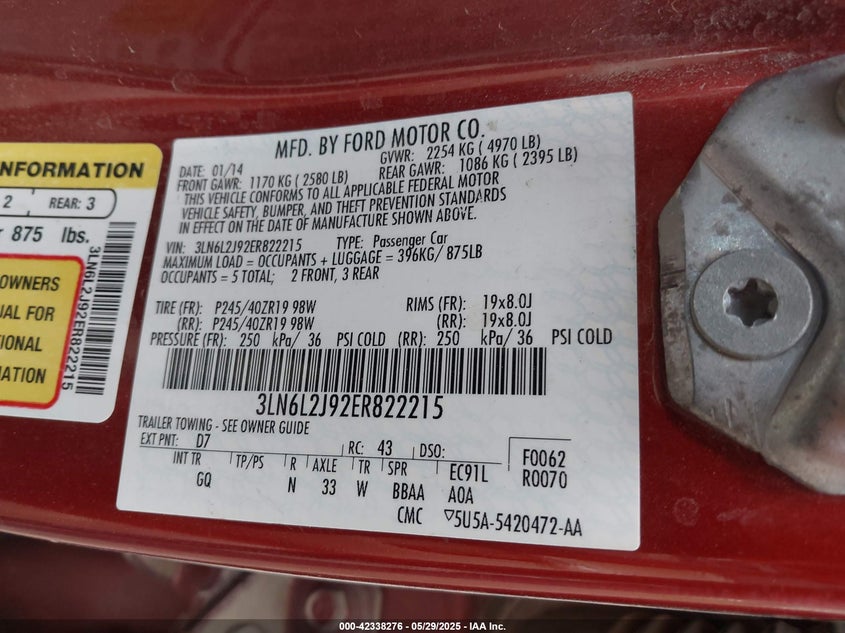 NFORMATION
2 REAR: 3
875 lbs.
OWNERS
UAL FOR
TIONAL
MATION
3LN6L2J92ER822215
MFD. BY FORD MOTOR CO.
DATE: 01/14 GVWR: 2254 KG ( 4970 LB)
FRONT GAWR: 1170 KG ( 2580 LB) REAR GAWR: 1086 KG ( 2395 LB)
THIS VEHICLE CONFORMS TO ALL APPLICABLE FEDERAL MOTOR
VEHICLE SAFETY, BUMPER, AND THEFT PREVENTION STANDARDS
IN EFFECT ON THE DATE OF MANUFACTURE SHOWN ABOVE.
VIN: 3LN6L2J92ER822215 TYPE: Passenger Car
MAXIMUM LOAD = OCCUPANTS + LUGGAGE = 396KG/ 875LB
OCCUPANTS = 5 TOTAL; 2 FRONT, 3 REAR
TIRE (FR): P245/40ZR19 98W RIMS (FR): 19x8.0J
(RR): P245/40ZR19 98W (RR): 19x8.0J
PRESSURE (FR): 250 kPa/ 36 PSI COLD (RR): 250 kPa/ 36 PSI COLD
3LN6L2J92ER822215
TRAILER TOWING - SEE OWNER GUIDE
EXT PNT: D7 RC: 43 DSO: F0062
INT TR TP/PS R AXLE TR SPR EC91L R0070
GQ N 33 W BBAA AOA
CMC ▽5U5A-5420472-AA
000-42338276 - 05/29/2025 - IAA Inc.